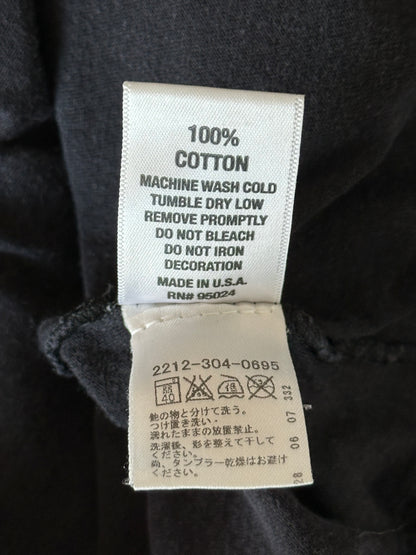 100%
COTTON
MACHINE WASH COLD
TUMBLE DRY LOW
REMOVE PROMPTLY
DO NOT BLEACH
DO NOT IRON
DECORATION
MADE IN U.S.A.
RN# 95024
2212-304-0695
40
他の物と分けて洗う。
つけ置き洗い・
濡れたままの放置禁止。
洗濯後、形を整えて干して
ください。
尚、タンブラー乾燥はお避け
ください。
28 06 07 332